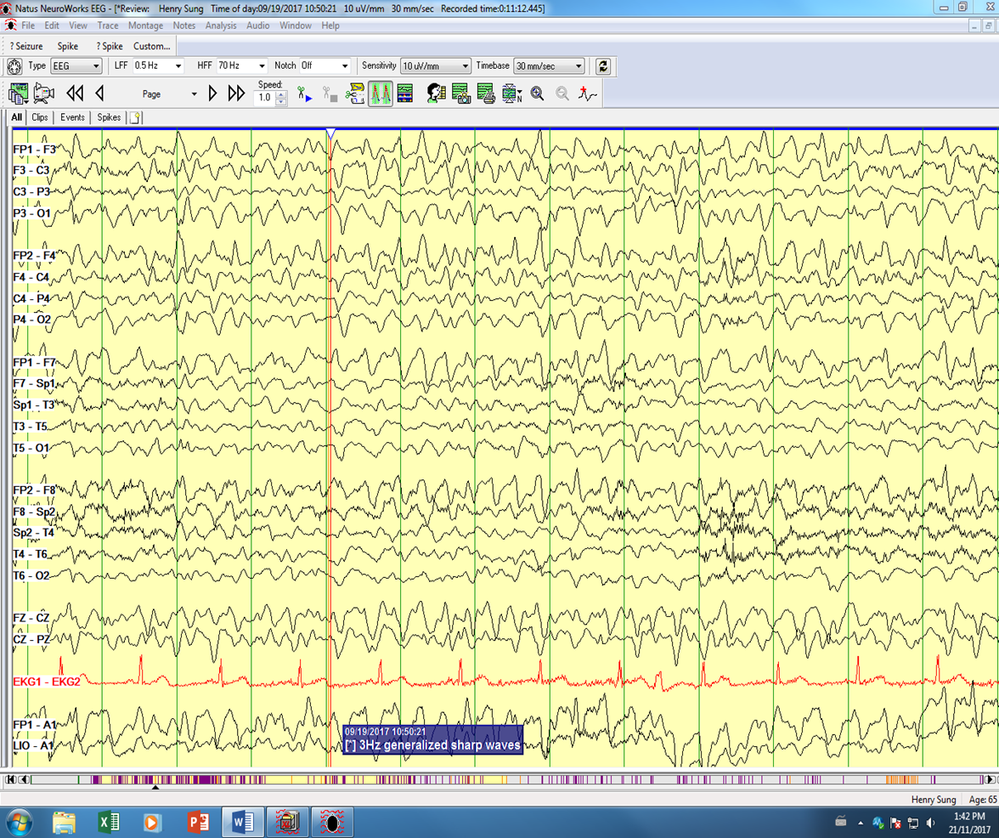 Natus NeuroWorks EEG - [*Review: Henry Sung Time of day:09/19/2017 10:50:21 10 uV/mm 30 mm/sec Recorded time:0:11:12.445]
File Edit View Trace Montage Notes Analysis Audio Window Help
? Seizure Spike ? Spike Custom...
Type EEG LFF 0.5 Hz HFF 70 Hz Notch Off Sensitivity 10 uV/mm Timebase 30 mm/sec
Page Speed: 1.0
All Clips Events Spikes
FP1 - F3
F3 - C3
C3 - P3
P3 - O1
FP2 - F4
F4 - C4
C4 - P4
P4 - O2
FP1 - F7
F7 - Sp1
Sp1 - T3
T3 - T5
T5 - O1
FP2 - F8
F8 - Sp2
Sp2 - T4
T4 - T6
T6 - O2
FZ - CZ
CZ - PZ
EKG1 - EKG2
FP1 - A1
LIO - A1
09/19/2017 10:50:21
[*] 3Hz generalized sharp waves
Henry Sung Age: 65
1:42 PM
21/11/2017